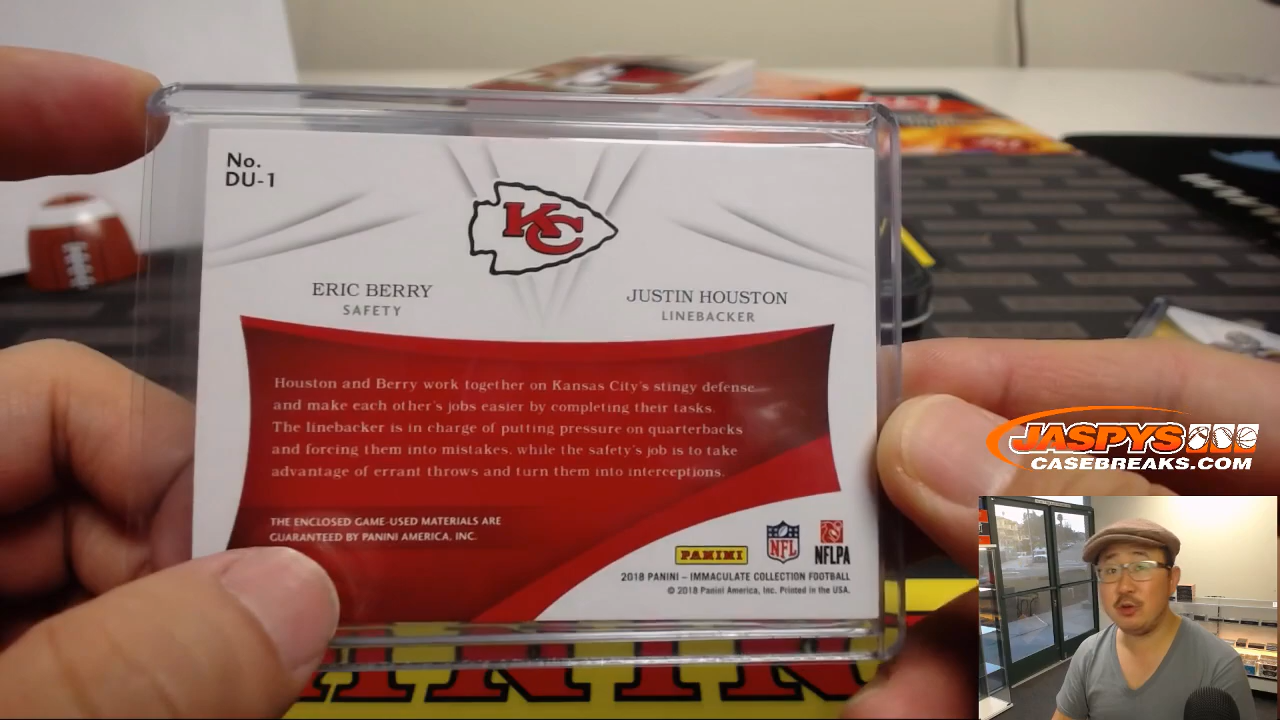 No.
DU-1
KC
ERIC BERRY
SAFETY
JUSTIN HOUSTON
LINEBACKER
Houston and Berry work together on Kansas City's stingy defense
and make each other's jobs easier by completing their tasks.
The linebacker is in charge of putting pressure on quarterbacks
and forcing them into mistakes, while the safety's job is to take
advantage of errant throws and turn them into interceptions.
THE ENCLOSED GAME-USED MATERIALS ARE
GUARANTEED BY PANINI AMERICA, INC.
PANINI
NFL
NFLPA
2018 PANINI – IMMACULATE COLLECTION FOOTBALL
© 2018 Panini America, Inc. Printed in the USA.
JASPYS
CASEBREAKS.COM
PANINI